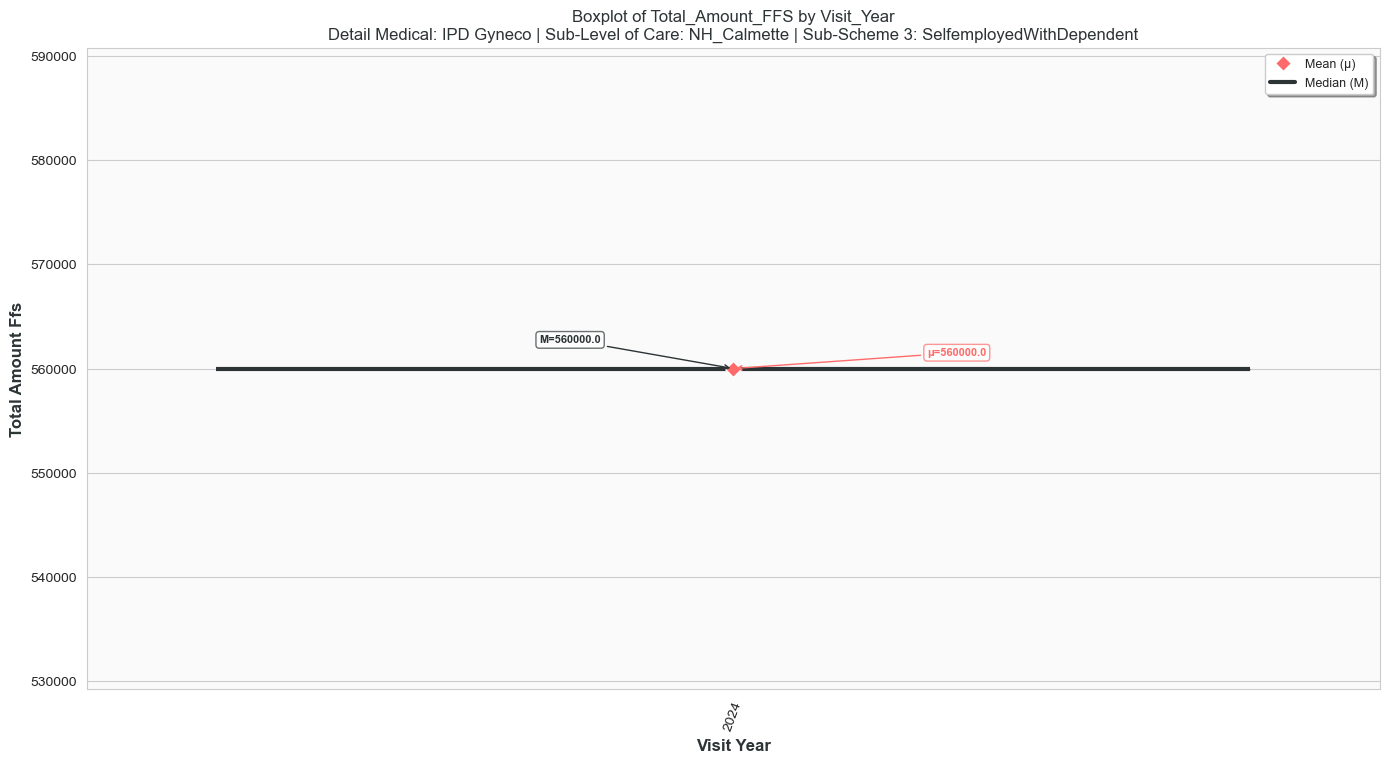 Boxplot of Total_Amount_FFS by Visit_Year
Detail Medical: IPD Gyneco | Sub-Level of Care: NH_Calmette | Sub-Scheme 3: SelfemployedWithDependent
Mean (μ)
Median (M)
590000
580000
570000
560000
550000
540000
530000
Total Amount Ffs
M=560000.0
μ=560000.0
2024
Visit Year